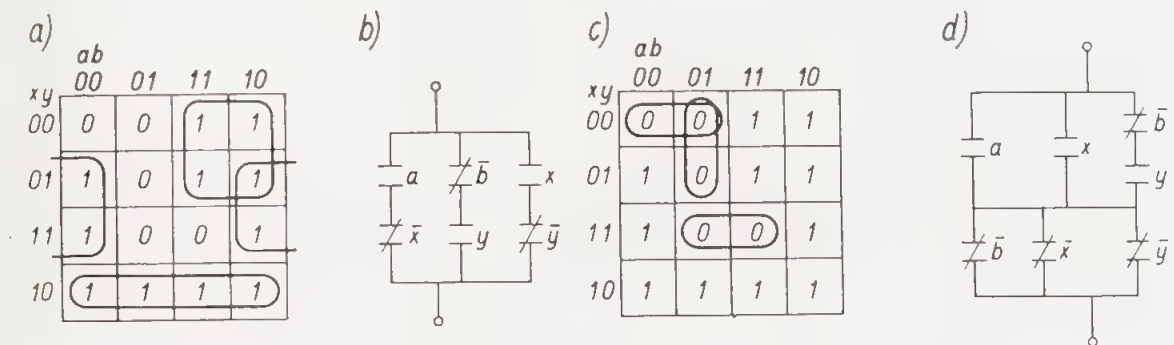 a)
ab
00 01 11 10
xy
00 0 0 1 1
01 1 0 1 1
11 1 0 0 1
10 1 1 1 1
b)
a b̄ x
x̄ y ȳ
c)
ab
00 01 11 10
xy
00 0 0 1 1
01 1 0 1 1
11 1 0 0 1
10 1 1 1 1
d)
b̄
a x
y
b̄ x̄ ȳ